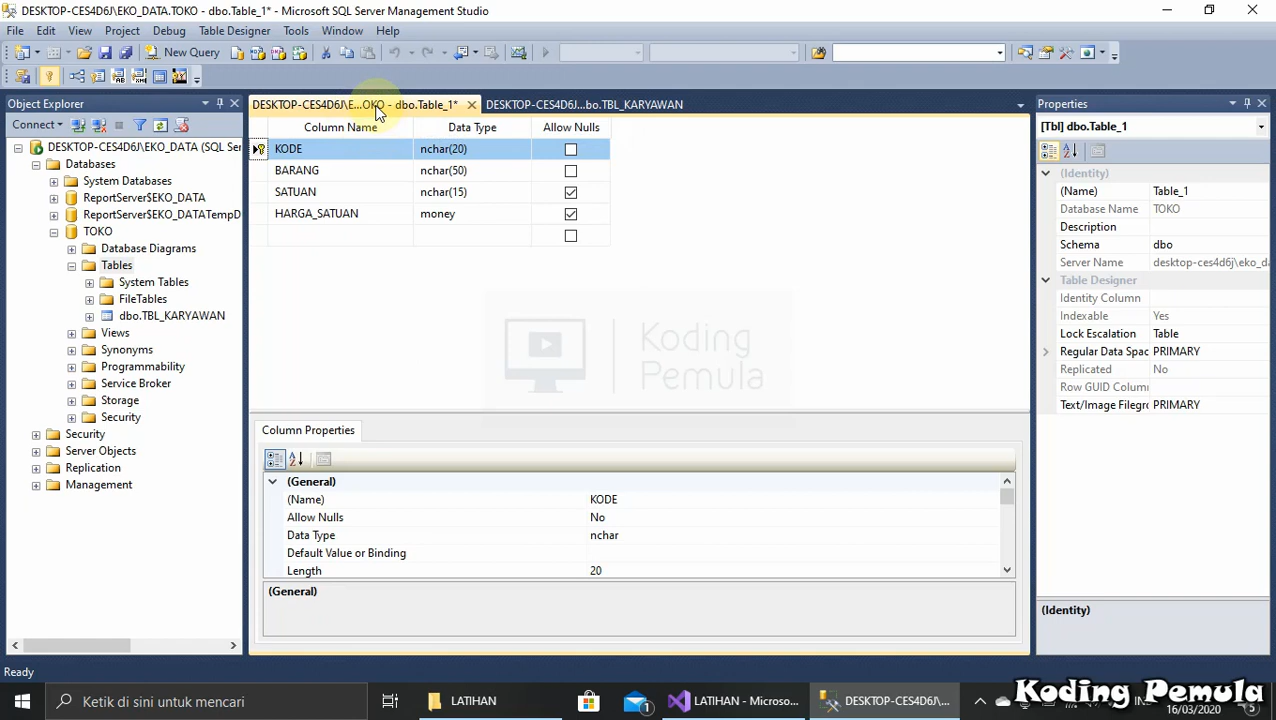 DESKTOP-CES4D6J\EKO_DATA.TOKO - dbo.Table_1* - Microsoft SQL Server Management Studio
File Edit View Project Debug Table Designer Tools Window Help
New Query
Object Explorer
Connect
DESKTOP-CES4D6J\EKO_DATA (SQL Ser
Databases
System Databases
ReportServer$EKO_DATA
ReportServer$EKO_DATATempD
TOKO
Database Diagrams
Tables
System Tables
FileTables
dbo.TBL_KARYAWAN
Views
Synonyms
Programmability
Service Broker
Storage
Security
Security
Server Objects
Replication
Management
DESKTOP-CES4D6J\E...OKO - dbo.Table_1* DESKTOP-CES4D6J...bo.TBL_KARYAWAN
Column Name Data Type Allow Nulls
KODE nchar(20)
BARANG nchar(50)
SATUAN nchar(15)
HARGA_SATUAN money
Koding
Pemula
Column Properties
(General)
(Name) KODE
Allow Nulls No
Data Type nchar
Default Value or Binding
Length 20
(General)
Properties
[Tbl] dbo.Table_1
(Identity)
(Name) Table_1
Database Name TOKO
Description
Schema dbo
Server Name desktop-ces4d6j\eko_da
Table Designer
Identity Column
Indexable Yes
Lock Escalation Table
Regular Data Spac PRIMARY
Replicated No
Row GUID Column
Text/Image Filegro PRIMARY
(Identity)
Ready
Ketik di sini untuk mencari
LATIHAN
1
LATIHAN - Microso...
DESKTOP-CES4D6J\...
Koding Pemula
16/03/2020
5